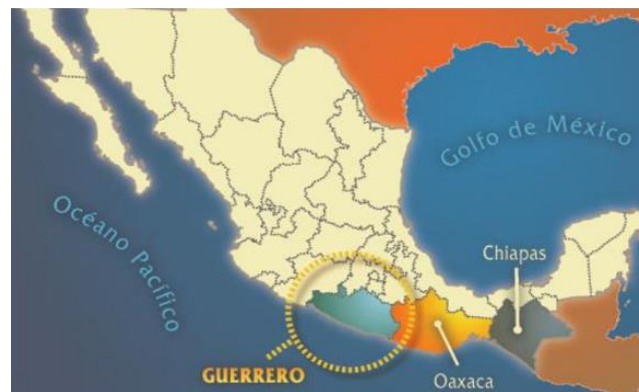 Golfo de México
Océano Pacífico
Chiapas
GUERRERO
Oaxaca